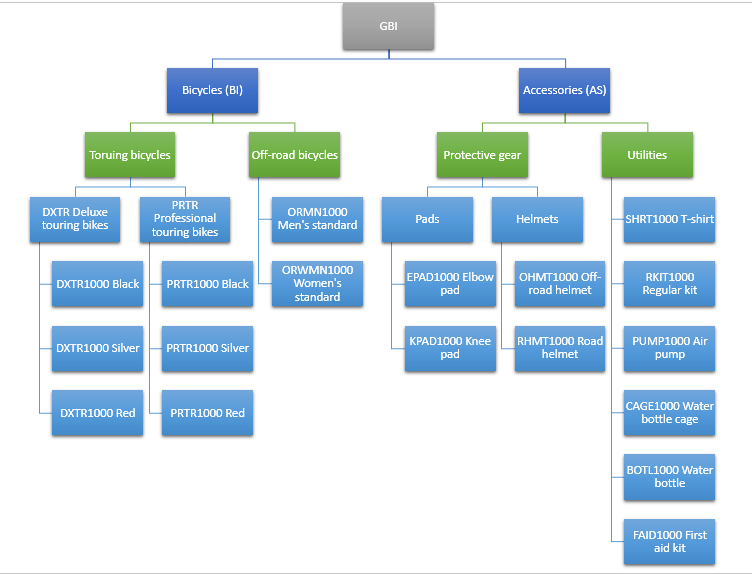 GBI
Bicycles (BI)
Accessories (AS)
Toruing bicycles
Off-road bicycles
Protective gear
Utilities
DXTR Deluxe
touring bikes
PRTR
Professional
touring bikes
ORMN1000
Men's standard
Pads
Helmets
SHRT1000 T-shirt
DXTR1000 Black
PRTR1000 Black
ORWMN1000
Women's
standard
EPAD1000 Elbow
pad
OHMT1000 Off-
road helmet
RKIT1000
Regular kit
DXTR1000 Silver
PRTR1000 Silver
KPAD1000 Knee
pad
RHMT1000 Road
helmet
PUMP1000 Air
pump
DXTR1000 Red
PRTR1000 Red
CAGE1000 Water
bottle cage
BOTL1000 Water
bottle
FAID1000 First
aid kit